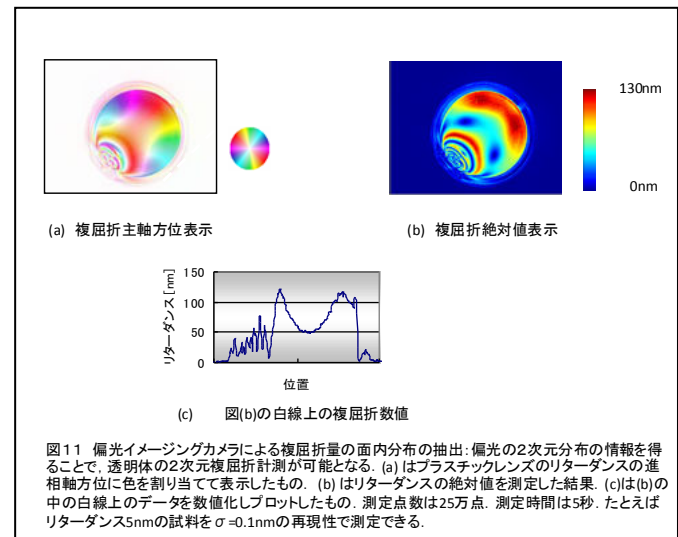 130nm
0nm
(a) 複屈折主軸方位表示
(b) 複屈折絶対値表示
リターダンス[nm]
150
100
50
0
位置
(c) 図(b)の白線上の複屈折数値
図11 偏光イメージングカメラによる複屈折量の面内分布の抽出:偏光の2次元分布の情報を得
ることで,透明体の2次元複屈折計測が可能となる.(a)はプラスチックレンズのリターダンスの進
相軸方位に色を割り当てて表示したもの.(b)はリターダンスの絶対値を測定した結果.(c)は(b)の
中の白線上のデータを数値化しプロットしたもの.測定点数は25万点.測定時間は5秒.たとえば
リターダンス5nmの試料をσ=0.1nmの再現性で測定できる.